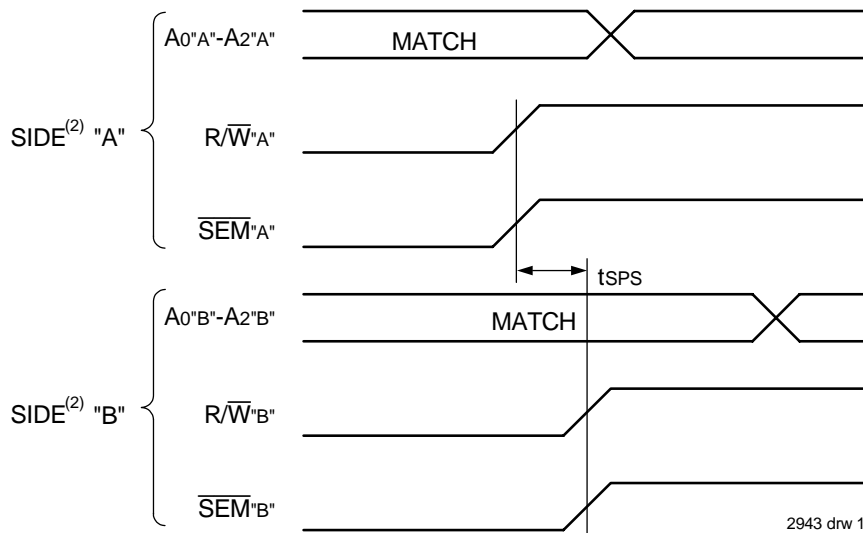 A0"A"-A2"A"
MATCH
SIDE(2) "A"
R/W"A"
SEM"A"
tSPS
A0"B"-A2"B"
MATCH
SIDE(2) "B"
R/W"B"
SEM"B"
2943 drw 1